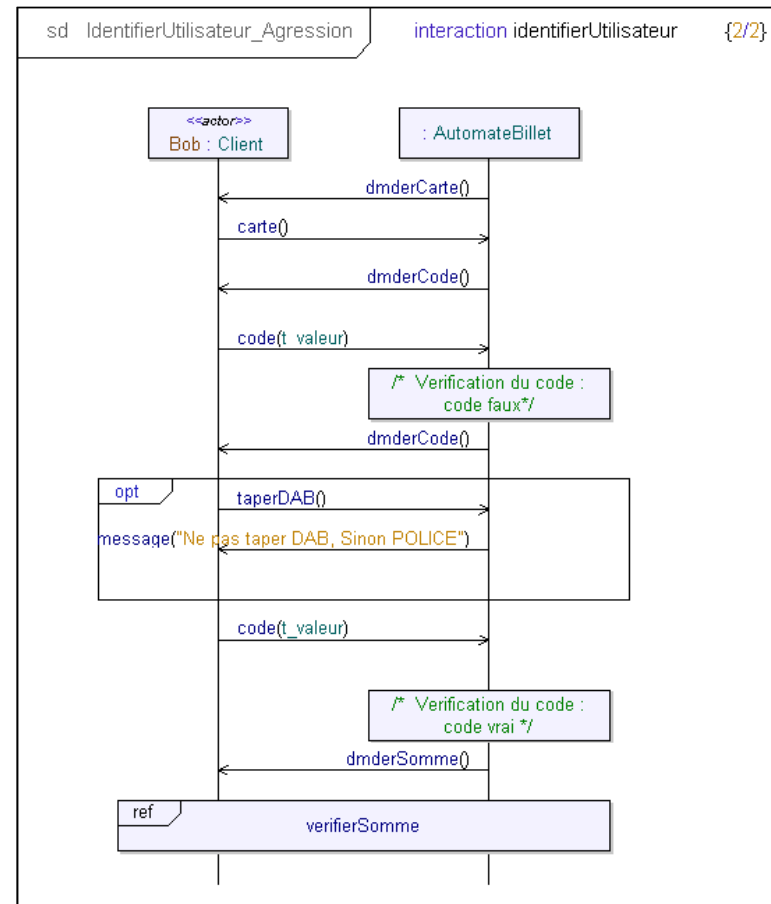 sd IdentifierUtilisateur_Agression
interaction identifierUtilisateur {2/2}
<<actor>>
Bob : Client
: AutomateBillet
dmderCarte()
carte()
dmderCode()
code(t_valeur)
/* Verification du code :
code faux*/
dmderCode()
opt
taperDAB()
message("Ne pas taper DAB, Sinon POLICE")
code(t_valeur)
/* Verification du code :
code vrai */
dmderSomme()
ref
verifierSomme